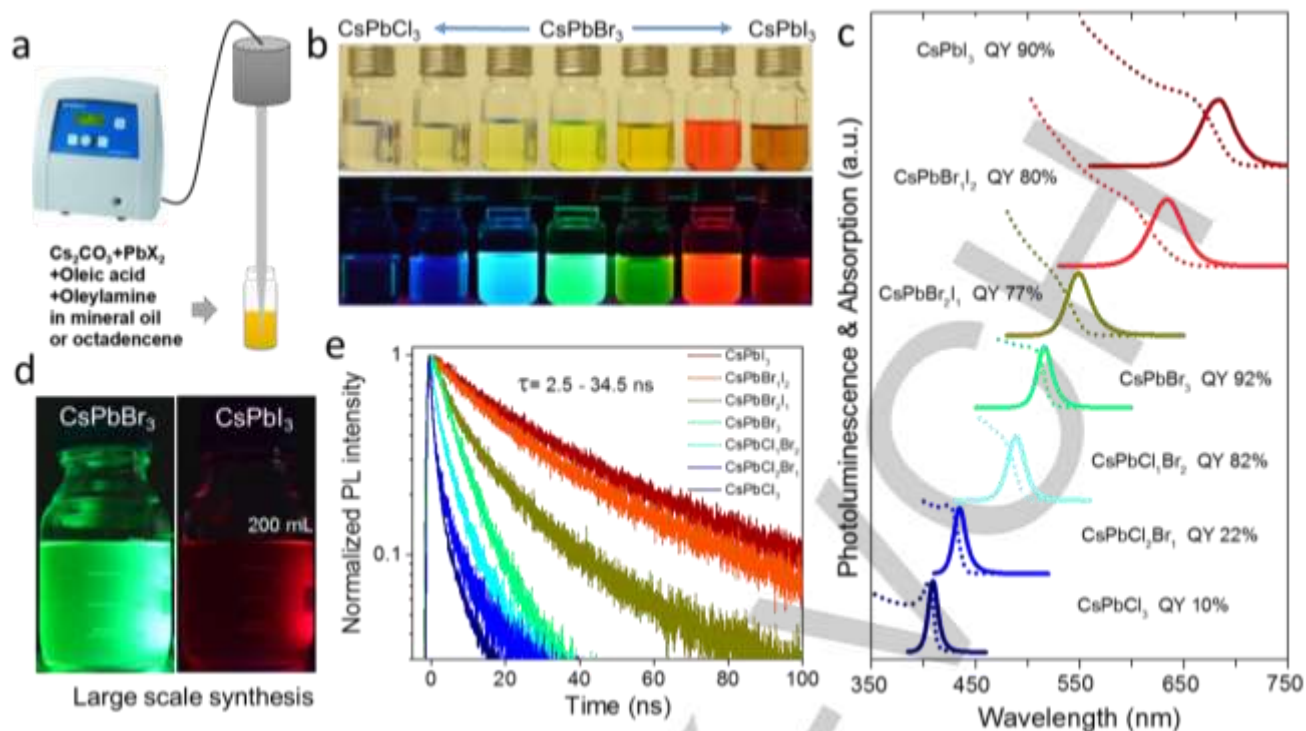 a
Cs₂CO₃+PbX₂
+Oleic acid
+Oleylamine
in mineral oil
or octadencene
b
CsPbCl₃ CsPbBr₃ CsPbI₃
c
CsPbI₃ QY 90%
CsPbBr₁I₂ QY 80%
CsPbBr₂I₁ QY 77%
CsPbBr₃ QY 92%
CsPbCl₁Br₂ QY 82%
CsPbCl₂Br₁ QY 22%
CsPbCl₃ QY 10%
Photoluminescence & Absorption (a.u.)
350 450 550 650 750
Wavelength (nm)
d
CsPbBr₃ CsPbI₃
200 mL
Large scale synthesis
e
τ= 2.5 - 34.5 ns
CsPbI₃
CsPbBr₁I₂
CsPbBr₂I₁
CsPbBr₃
CsPbCl₁Br₂
CsPbCl₂Br₁
CsPbCl₃
Normalized PL intensity
1
0.1
0 20 40 60 80 100
Time (ns)